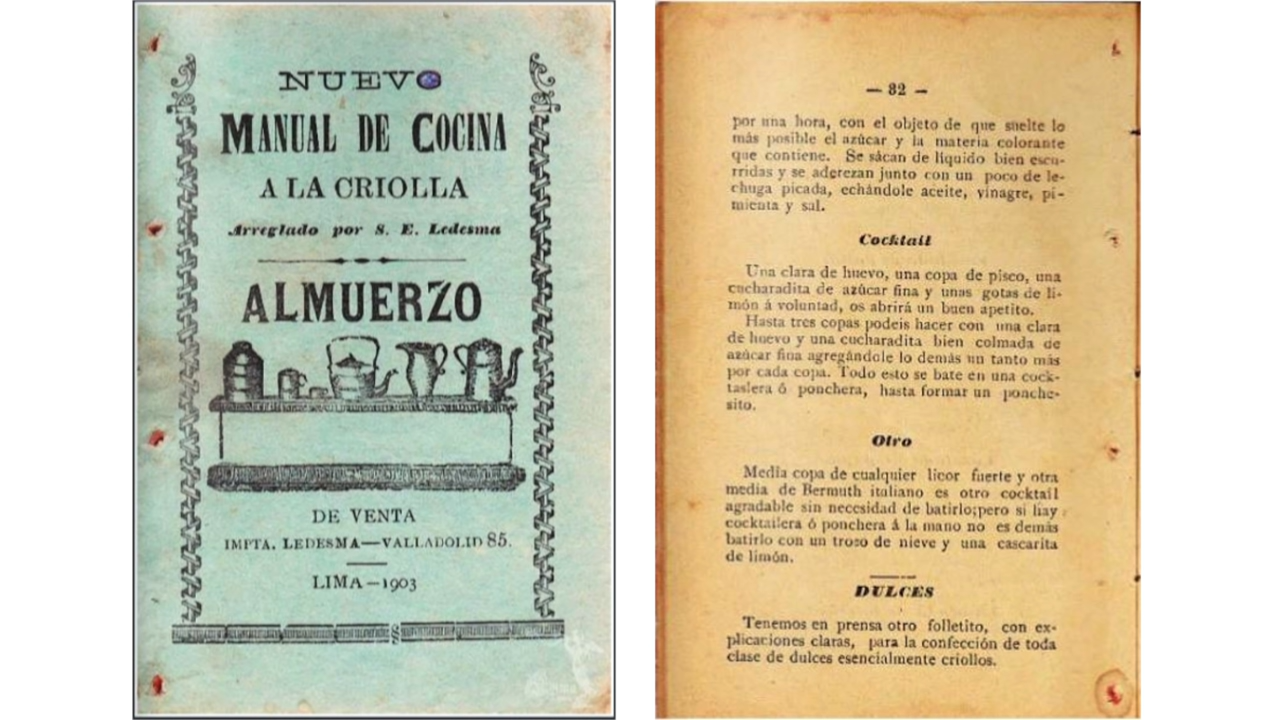 NUEVO
MANUAL DE COCINA
A LA CRIOLLA
Arreglado por S. E. Ledesma
ALMUERZO
DE VENTA
IMPTA. LEDESMA—VALLADOLID 85.
LIMA—1903
— 32 —
por una hora, con el objeto de que suelte lo
más posible el azúcar y la materia colorante
que contiene. Se sácan de líquido bien escu-
rridas y se aderezan junto con un poco de le-
chuga picada, echándole aceite, vinagre, pi-
mienta y sal.
Cocktail
Una clara de huevo, una copa de pisco, una
cucharadita de azúcar fina y unas gotas de li-
món á voluntad, os abrirá un buen apetito.
Hasta tres copas podeis hacer con una clara
de huevo y una cucharadita bien colmada de
azúcar fina agregándole lo demás un tanto más
por cada copa. Todo esto se bate en una cock-
taslera ó ponchera, hasta formar un ponche-
sito.
Otro
Media copa de cualquier licor fuerte y otra
media de Bermuth italiano es otro cocktail
agradable sin necesidad de batirlo;pero si hay
cocktailera ó ponchera á la mano no es demás
batirlo con un troso de nieve y una cascarita
de limón.
DULCES
Tenemos en prensa otro folletito, con ex-
plicaciones claras, para la confección de toda
clase de dulces esencialmente criollos.